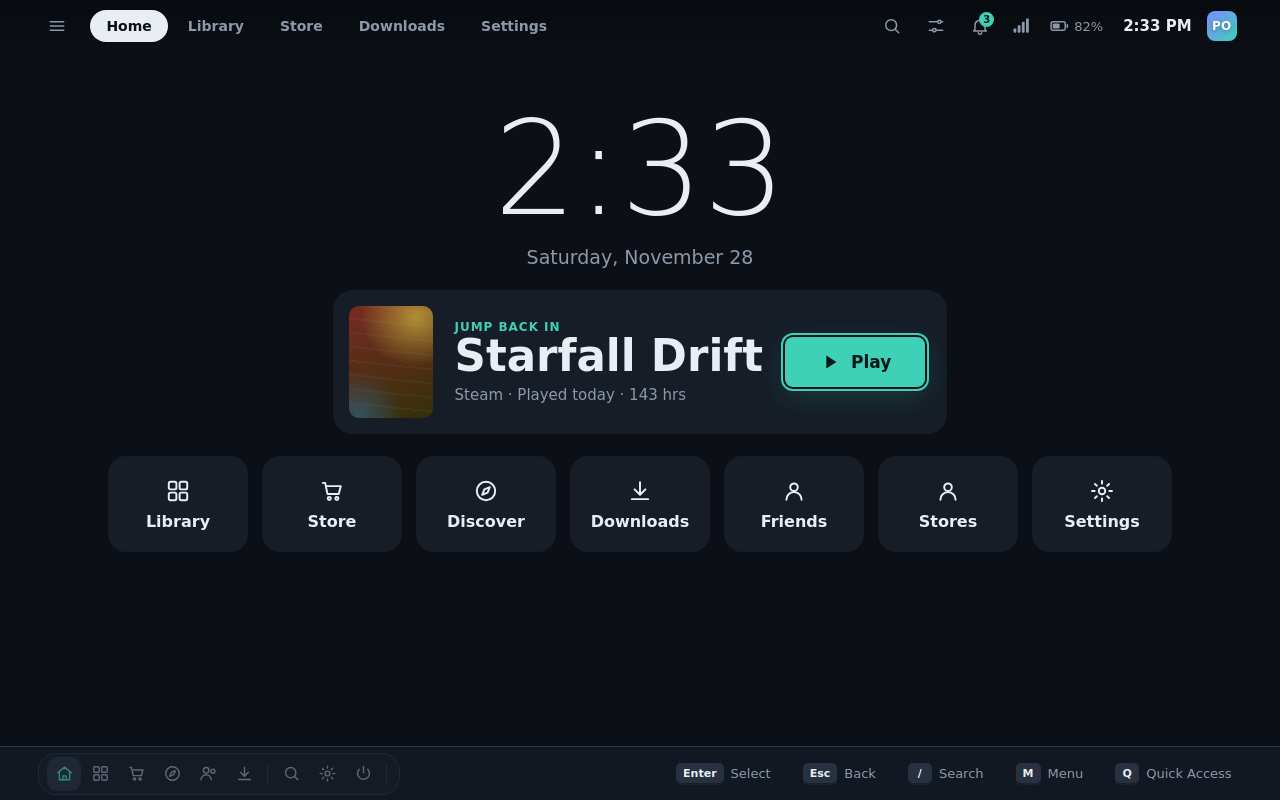 Home Library Store Downloads Settings 3 82% 2:33 PM PO
2:33
Saturday, November 28
JUMP BACK IN
Starfall Drift
Steam · Played today · 143 hrs
Play
Library Store Discover Downloads Friends Stores Settings
Enter Select Esc Back / Search M Menu Q Quick Access